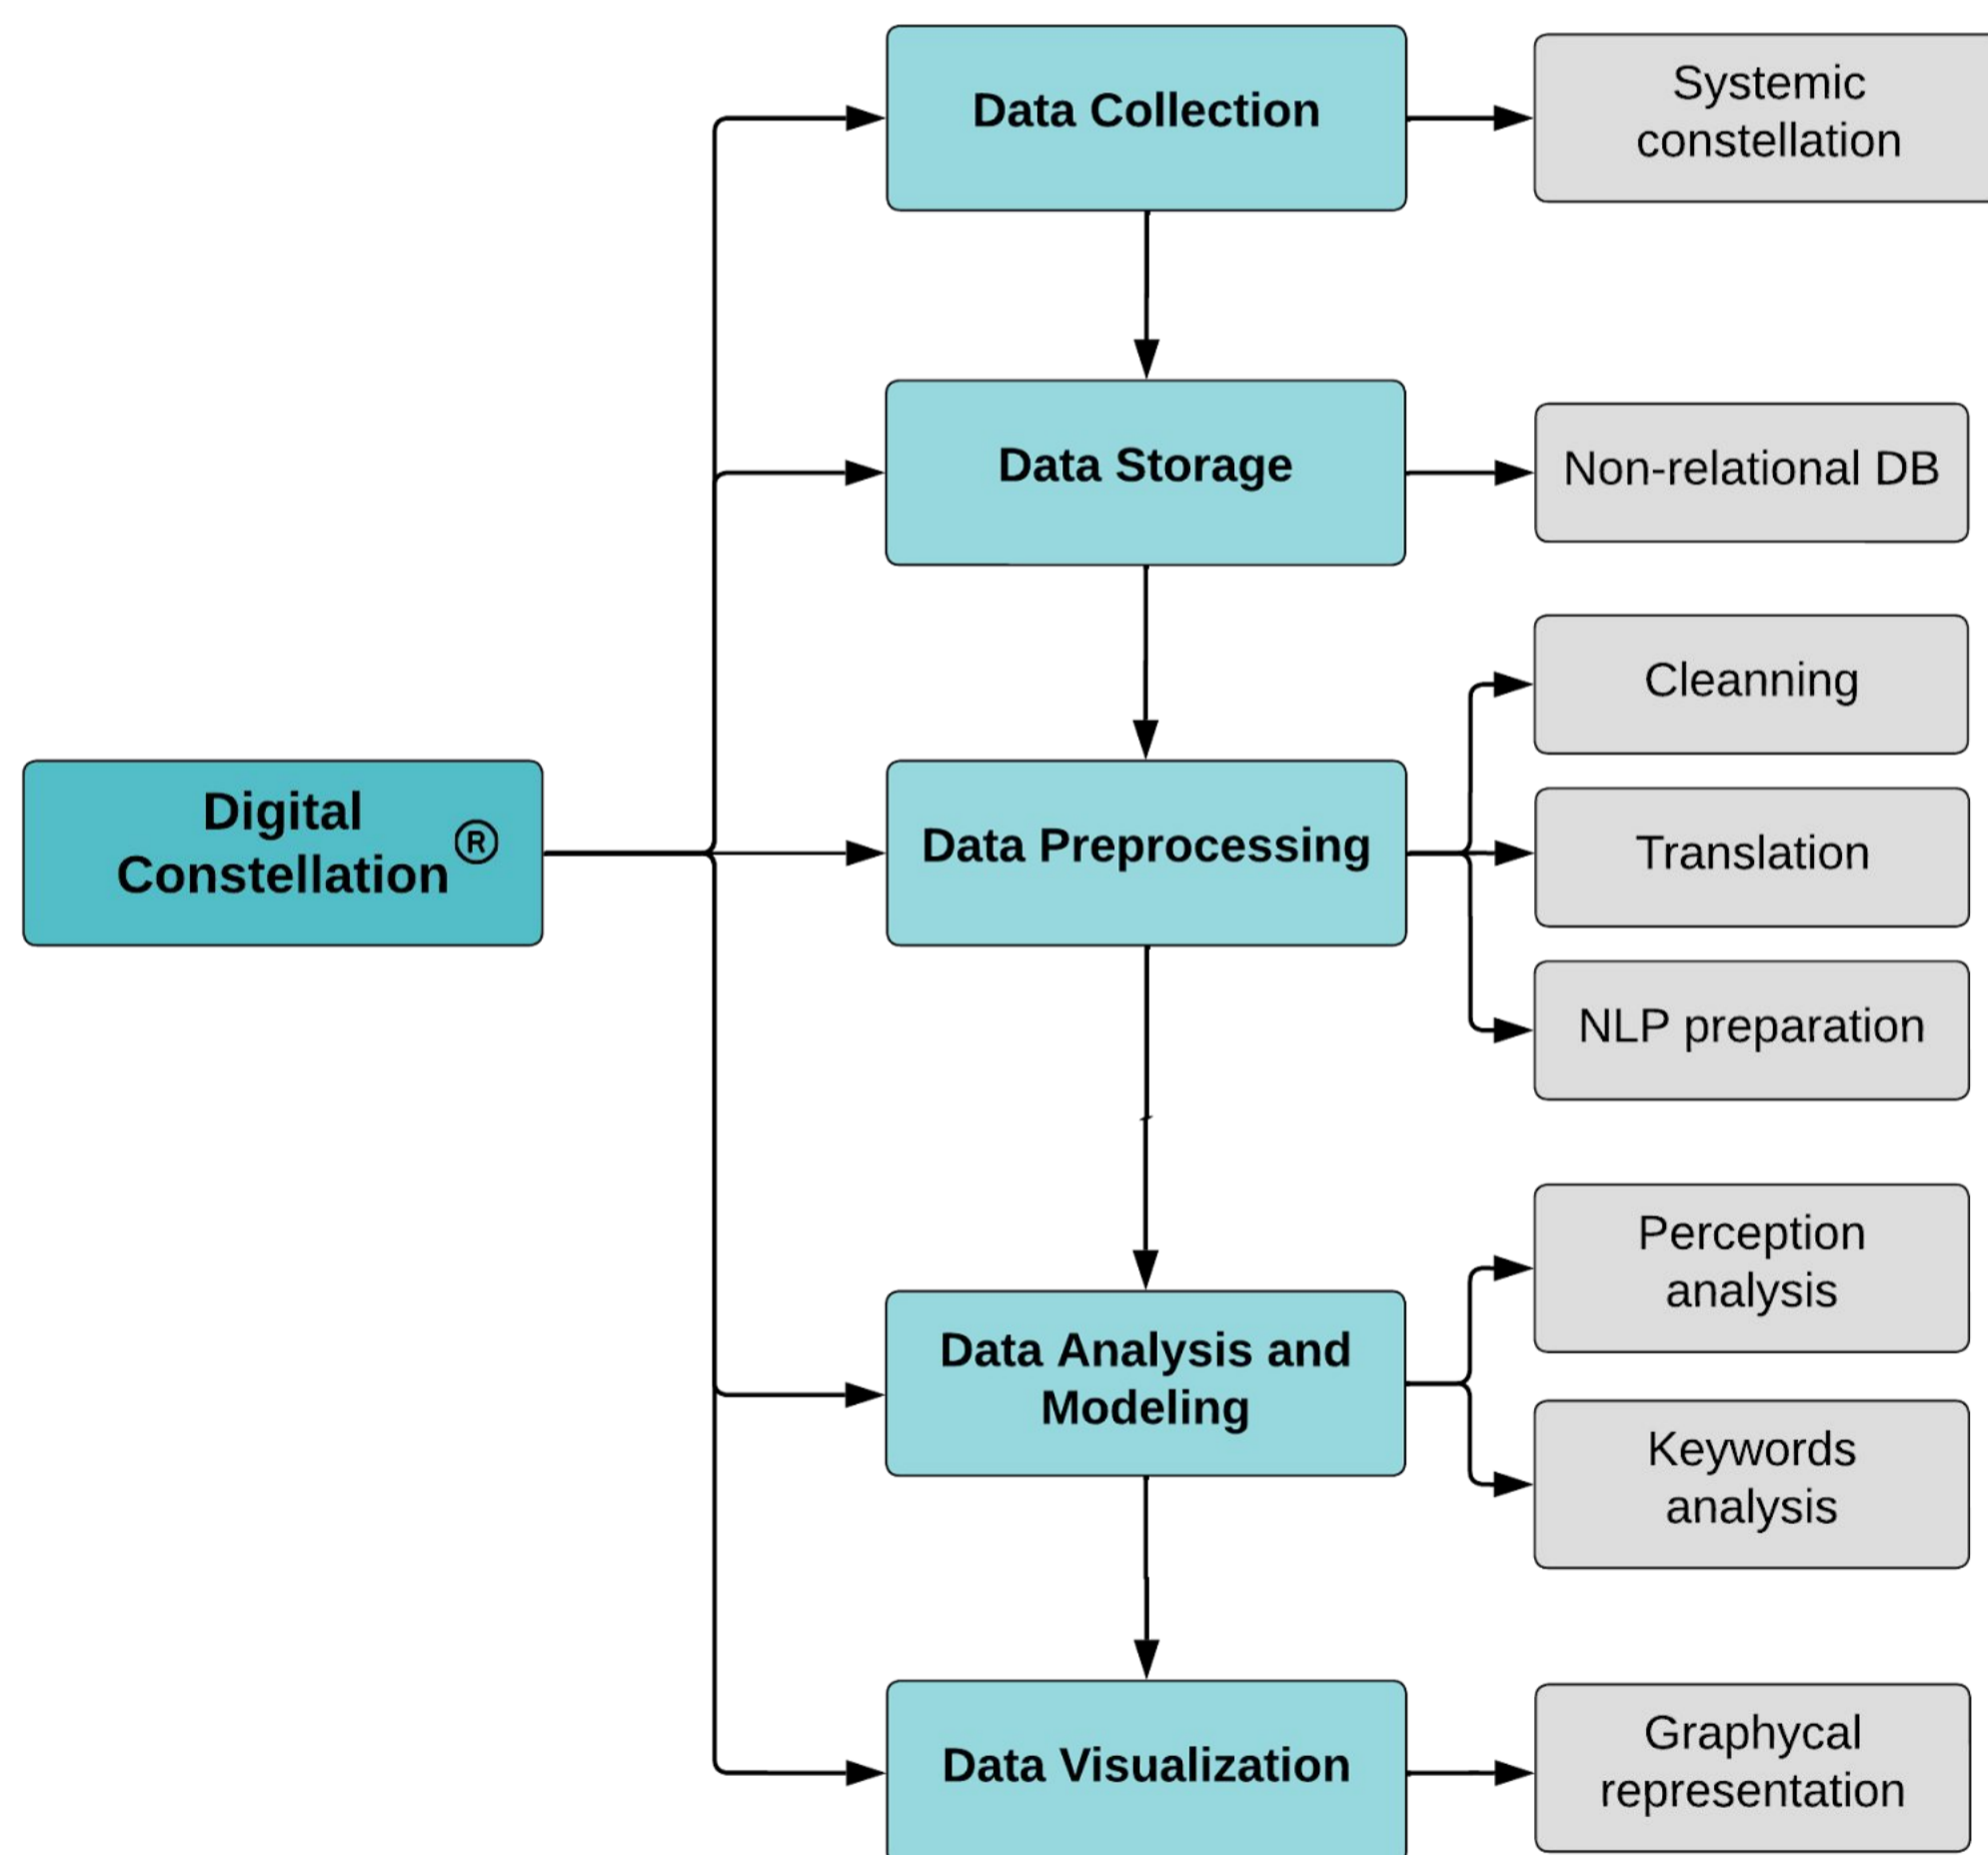 Data Collection
Systemic
constellation
Data Storage
Non-relational DB
Cleanning
Digital
Constellation ®
Data Preprocessing
Translation
NLP preparation
Perception
analysis
Data Analysis and
Modeling
Keywords
analysis
Data Visualization
Graphycal
representation